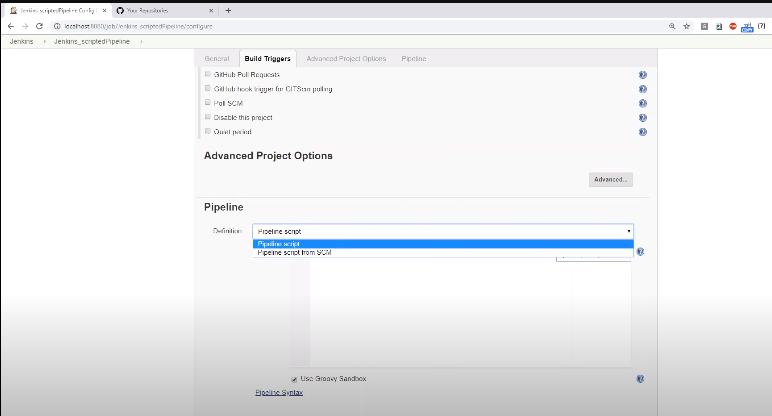 Jenkins_scriptedPipeline Config
Your Repositories
localhost:8080/job/Jenkins_scriptedPipeline/configure
Jenkins
Jenkins_scriptedPipeline
General
Build Triggers
Advanced Project Options
Pipeline
GitHub Pull Requests
GitHub hook trigger for GITScm polling
Poll SCM
Disable this project
Quiet period
Advanced Project Options
Advanced...
Pipeline
Definition
Pipeline script
Pipeline script
Pipeline script from SCM
Use Groovy Sandbox
Pipeline Syntax